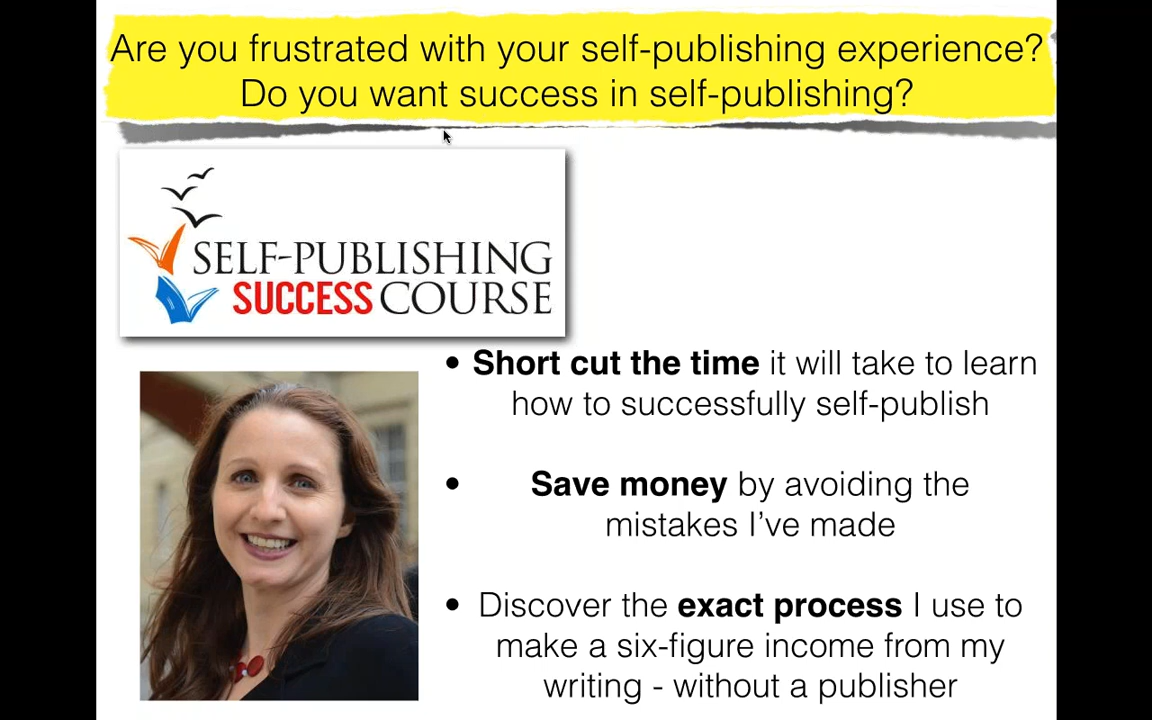 Are you frustrated with your self-publishing experience?
Do you want success in self-publishing?
SELF-PUBLISHING
SUCCESS COURSE
• Short cut the time it will take to learn
how to successfully self-publish
• Save money by avoiding the
mistakes I’ve made
• Discover the exact process I use to
make a six-figure income from my
writing - without a publisher